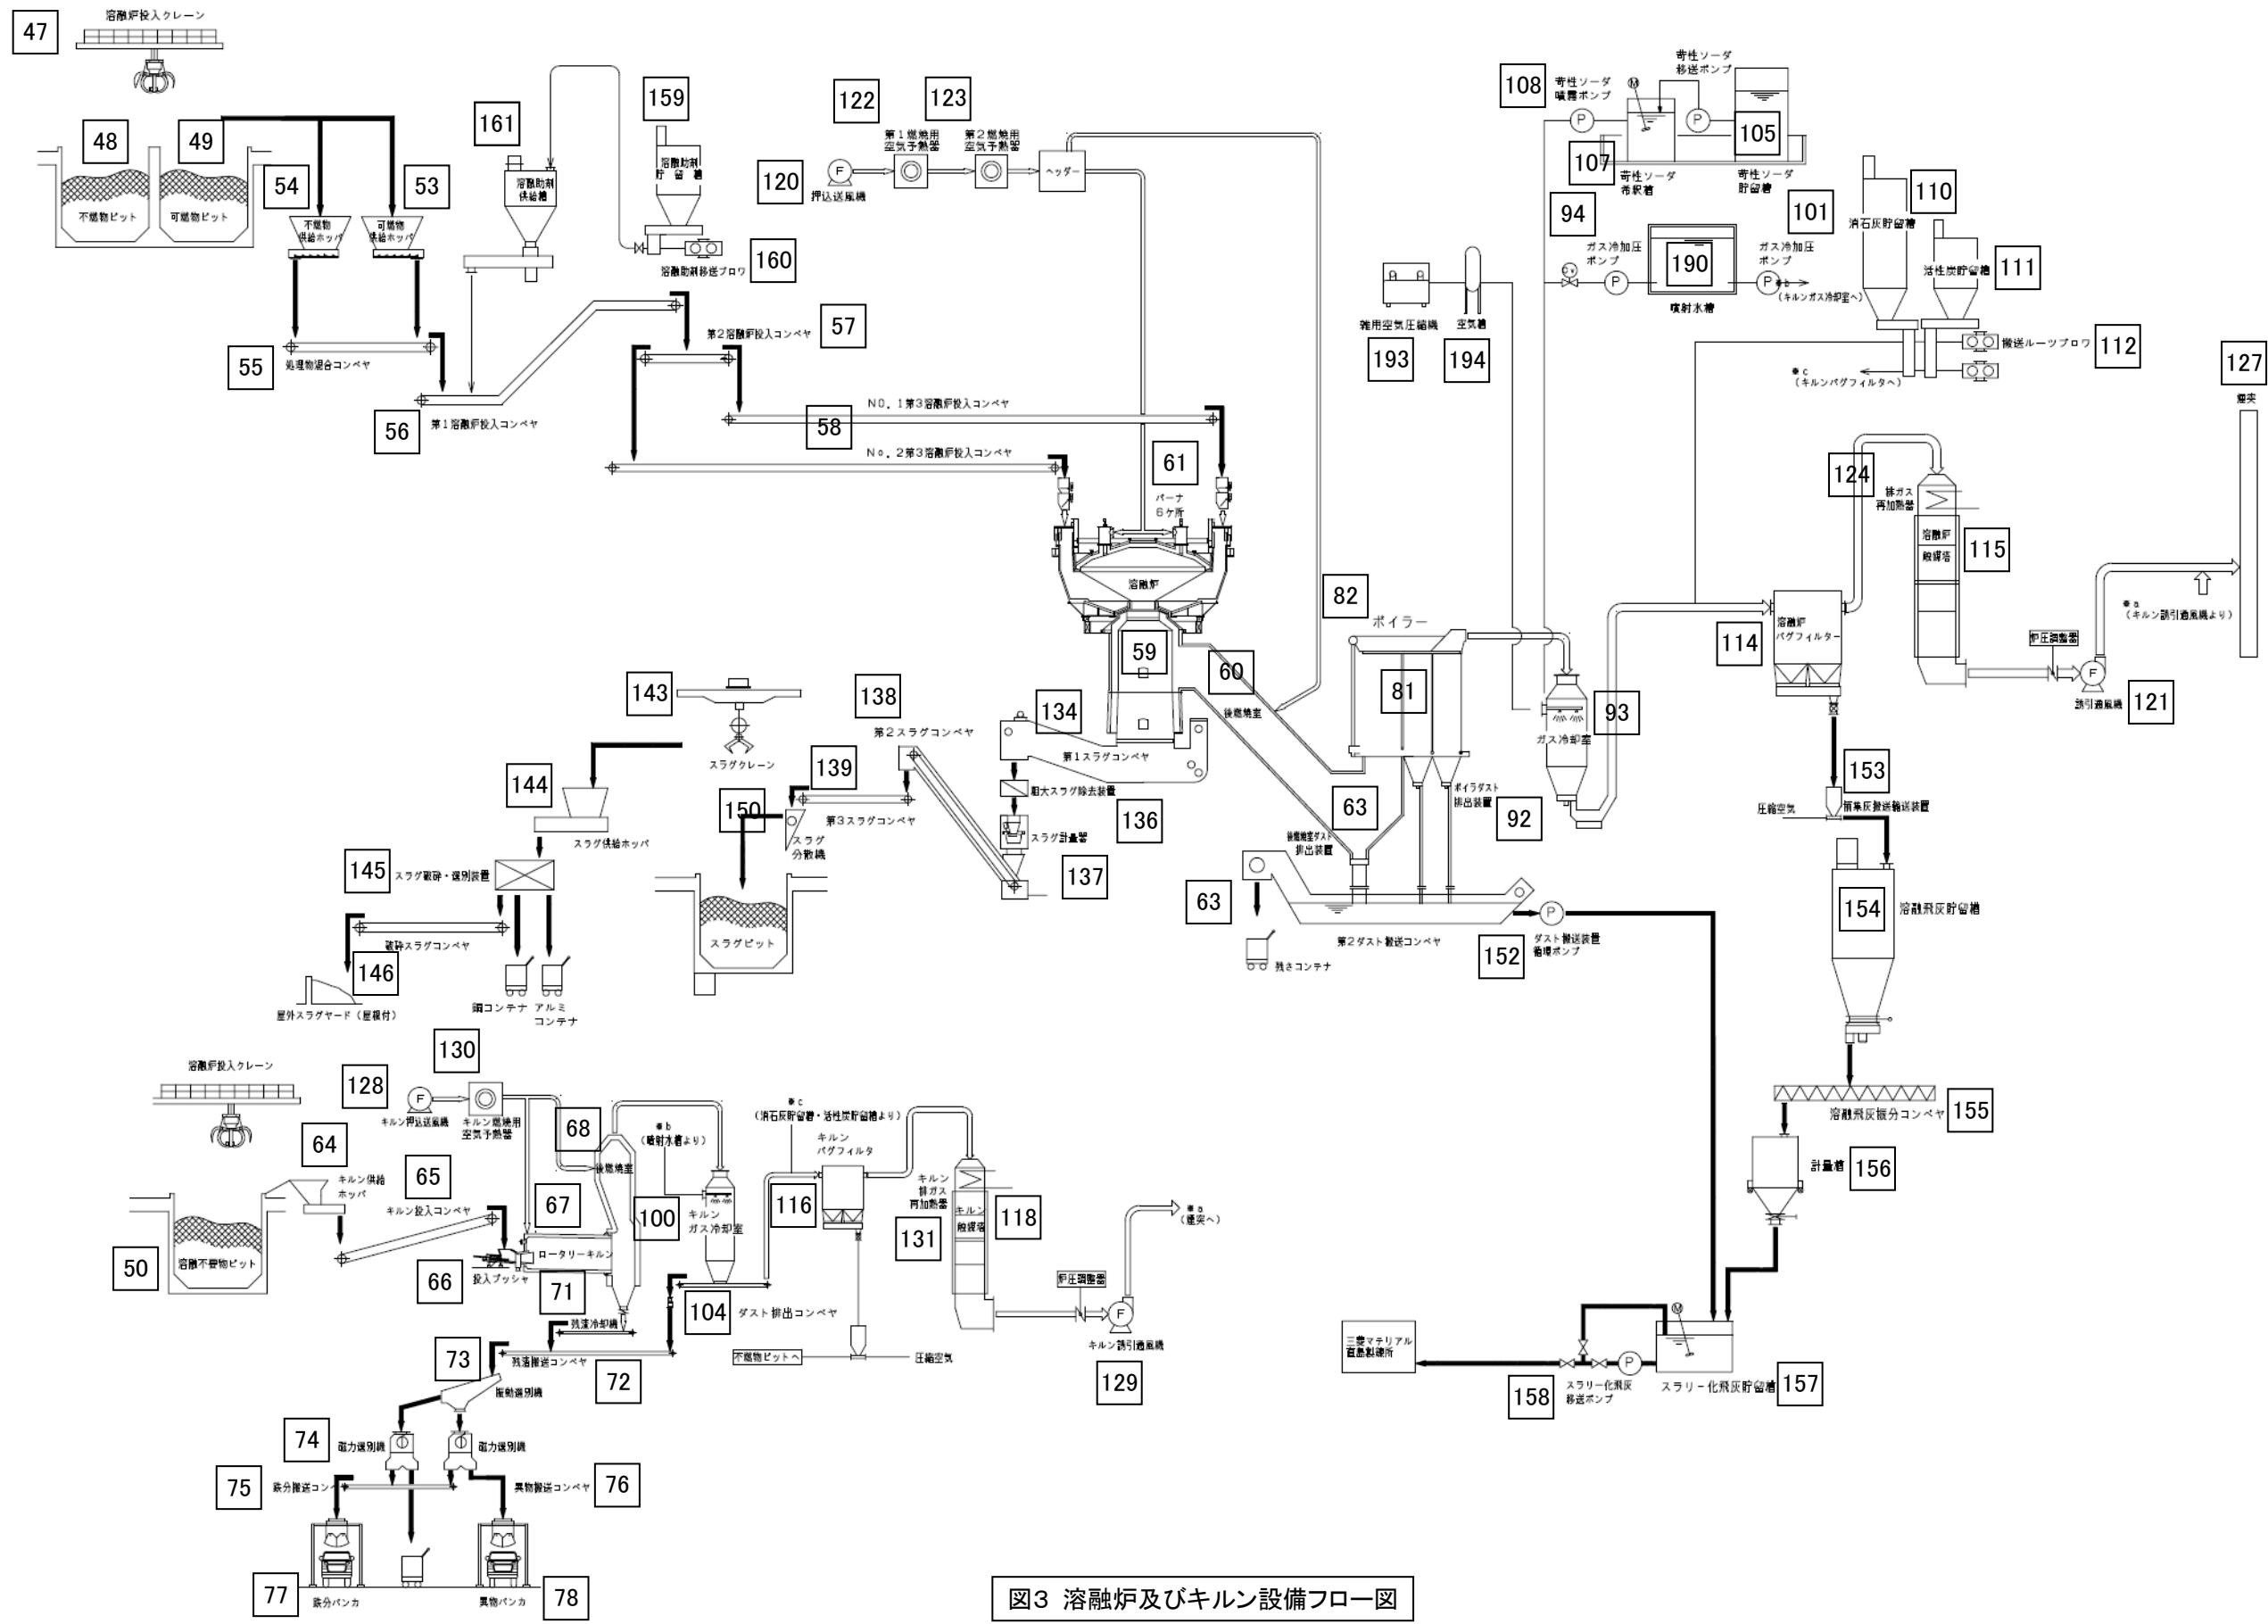 47
溶融炉投入クレーン
48
49
不燃物ピット
可燃物ピット
54
53
不燃物
供給ホッパ
可燃物
供給ホッパ
161
溶融助剤
供給槽
159
溶融助剤
貯留槽
160
溶融助剤移送ブロワ
55
処理物混合コンベヤ
56
第1溶融炉投入コンベヤ
57
第2溶融炉投入コンベヤ
58
NO. 1第3溶融炉投入コンベヤ
No. 2第3溶融炉投入コンベヤ
122
第1燃焼用
空気予熱器
123
第2燃焼用
空気予熱器
120
F
押込送風機
ヘッダー
61
バーナ
6ケ所
溶融炉
59
60
後燃焼室
82
ボイラー
81
63
後燃焼室ダスト
排出装置
ボイラダスト
排出装置
92
63
残さコンテナ
第2ダスト搬送コンベヤ
152
P
ダスト搬送装置
循環ポンプ
雑用空気圧縮機
193
空気槽
194
93
ガス冷却室
108
苛性ソーダ
噴霧ポンプ
苛性ソーダ
移送ポンプ
M
P
P
105
107
苛性ソーダ
希釈槽
苛性ソーダ
貯留槽
94
ガス冷加圧
ポンプ
P
190
噴射水槽
101
ガス冷加圧
ポンプ
P
※b
(キルンガス冷却室へ)
110
消石灰貯留槽
111
活性炭貯留槽
搬送ルーツブロワ
112
※c
(キルンバグフィルタへ)
127
煙突
124
排ガス
再加熱器
溶融炉
触媒塔
115
114
溶融炉
バグフィルター
※a
(キルン誘引通風機より)
炉圧調整器
F
誘引通風機
121
153
圧縮空気
捕集灰搬送輸送装置
154
溶融飛灰貯留槽
溶融飛灰振分コンベヤ
155
計量槽
156
M
P
スラリー化飛灰貯留槽
157
158
スラリー化飛灰
移送ポンプ
三菱マテリアル
直島製錬所
143
スラグクレーン
144
スラグ供給ホッパ
145
スラグ破砕・選別装置
破砕スラグコンベヤ
146
屋外スラグヤード(屋根付)
銅コンテナ
アルミ
コンテナ
138
第2スラグコンベヤ
139
第3スラグコンベヤ
150
スラグ
分散機
スラグピット
134
第1スラグコンベヤ
粗大スラグ除去装置
136
スラグ計量器
137
溶融炉投入クレーン
50
溶融不要物ピット
64
キルン供給
ホッパ
65
キルン投入コンベヤ
66
投入プッシャ
128
F
キルン押込送風機
130
キルン燃焼用
空気予熱器
67
ロータリーキルン
68
後燃焼室
71
残渣冷却機
72
残渣搬送コンベヤ
※b
(噴射水槽より)
100
キルン
ガス冷却室
104
ダスト排出コンベヤ
※c
(消石灰貯留槽・活性炭貯留槽より)
116
キルン
バグフィルタ
不燃物ピットへ
圧縮空気
キルン
排ガス
再加熱器
131
キルン
触媒塔
118
炉圧調整器
F
キルン誘引通風機
129
※a
(煙突へ)
73
振動選別機
74
磁力選別機
磁力選別機
75
鉄分搬送コンベヤ
異物搬送コンベヤ
76
77
鉄分バンカ
異物バンカ
78
図3 溶融炉及びキルン設備フロー図